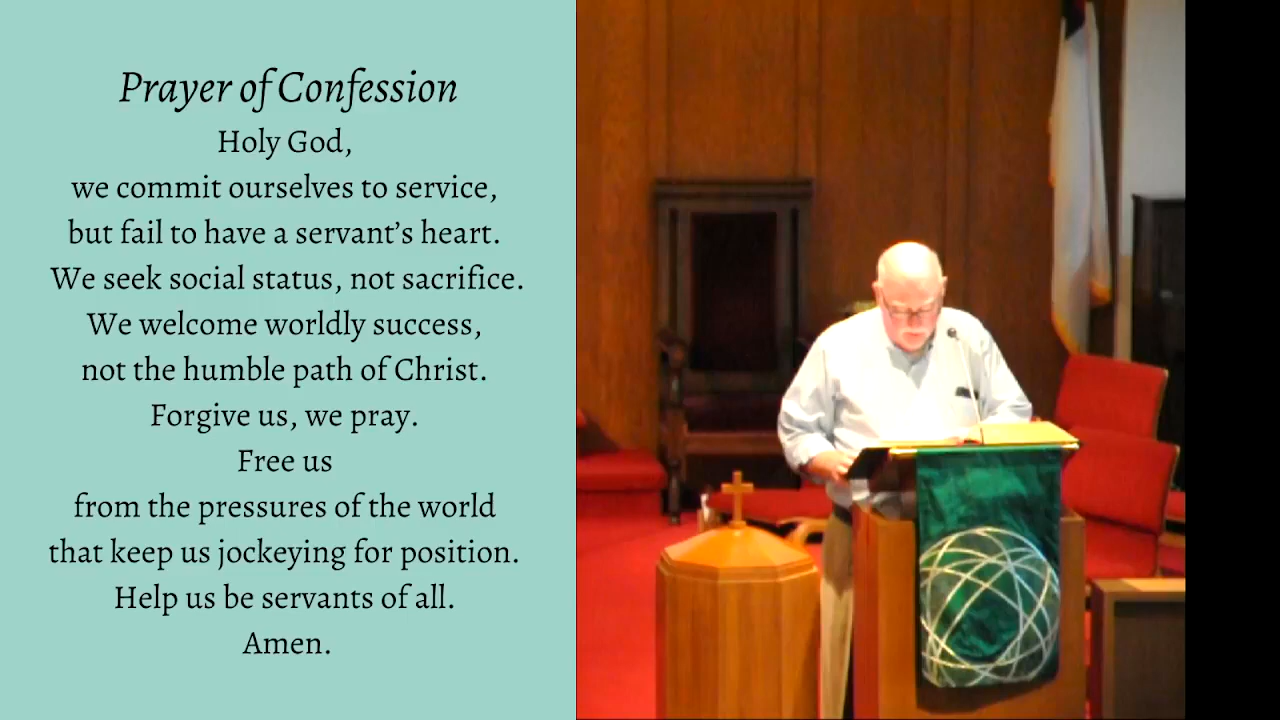 Prayer of Confession
Holy God,
we commit ourselves to service,
but fail to have a servant’s heart.
We seek social status, not sacrifice.
We welcome worldly success,
not the humble path of Christ.
Forgive us, we pray.
Free us
from the pressures of the world
that keep us jockeying for position.
Help us be servants of all.
Amen.